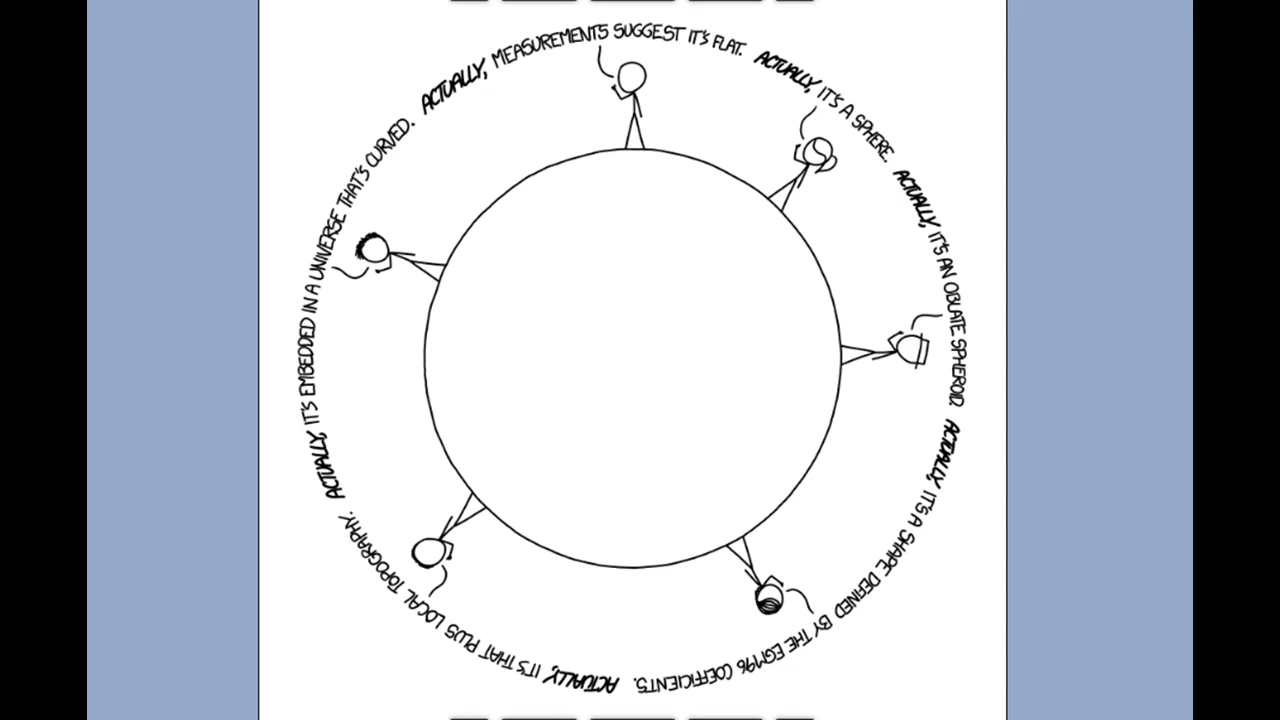 ACTUALLY, MEASUREMENTS SUGGEST IT'S FLAT.
ACTUALLY, IT'S A SPHERE.
ACTUALLY, IT'S AN OBLATE SPHEROID.
ACTUALLY, IT'S A SHAPE DEFINED BY THE EGM96 COEFFICIENTS.
ACTUALLY, IT'S THAT PLUS LOCAL TOPOGRAPHY.
ACTUALLY, IT'S EMBEDDED IN A UNIVERSE THAT'S CURVED.